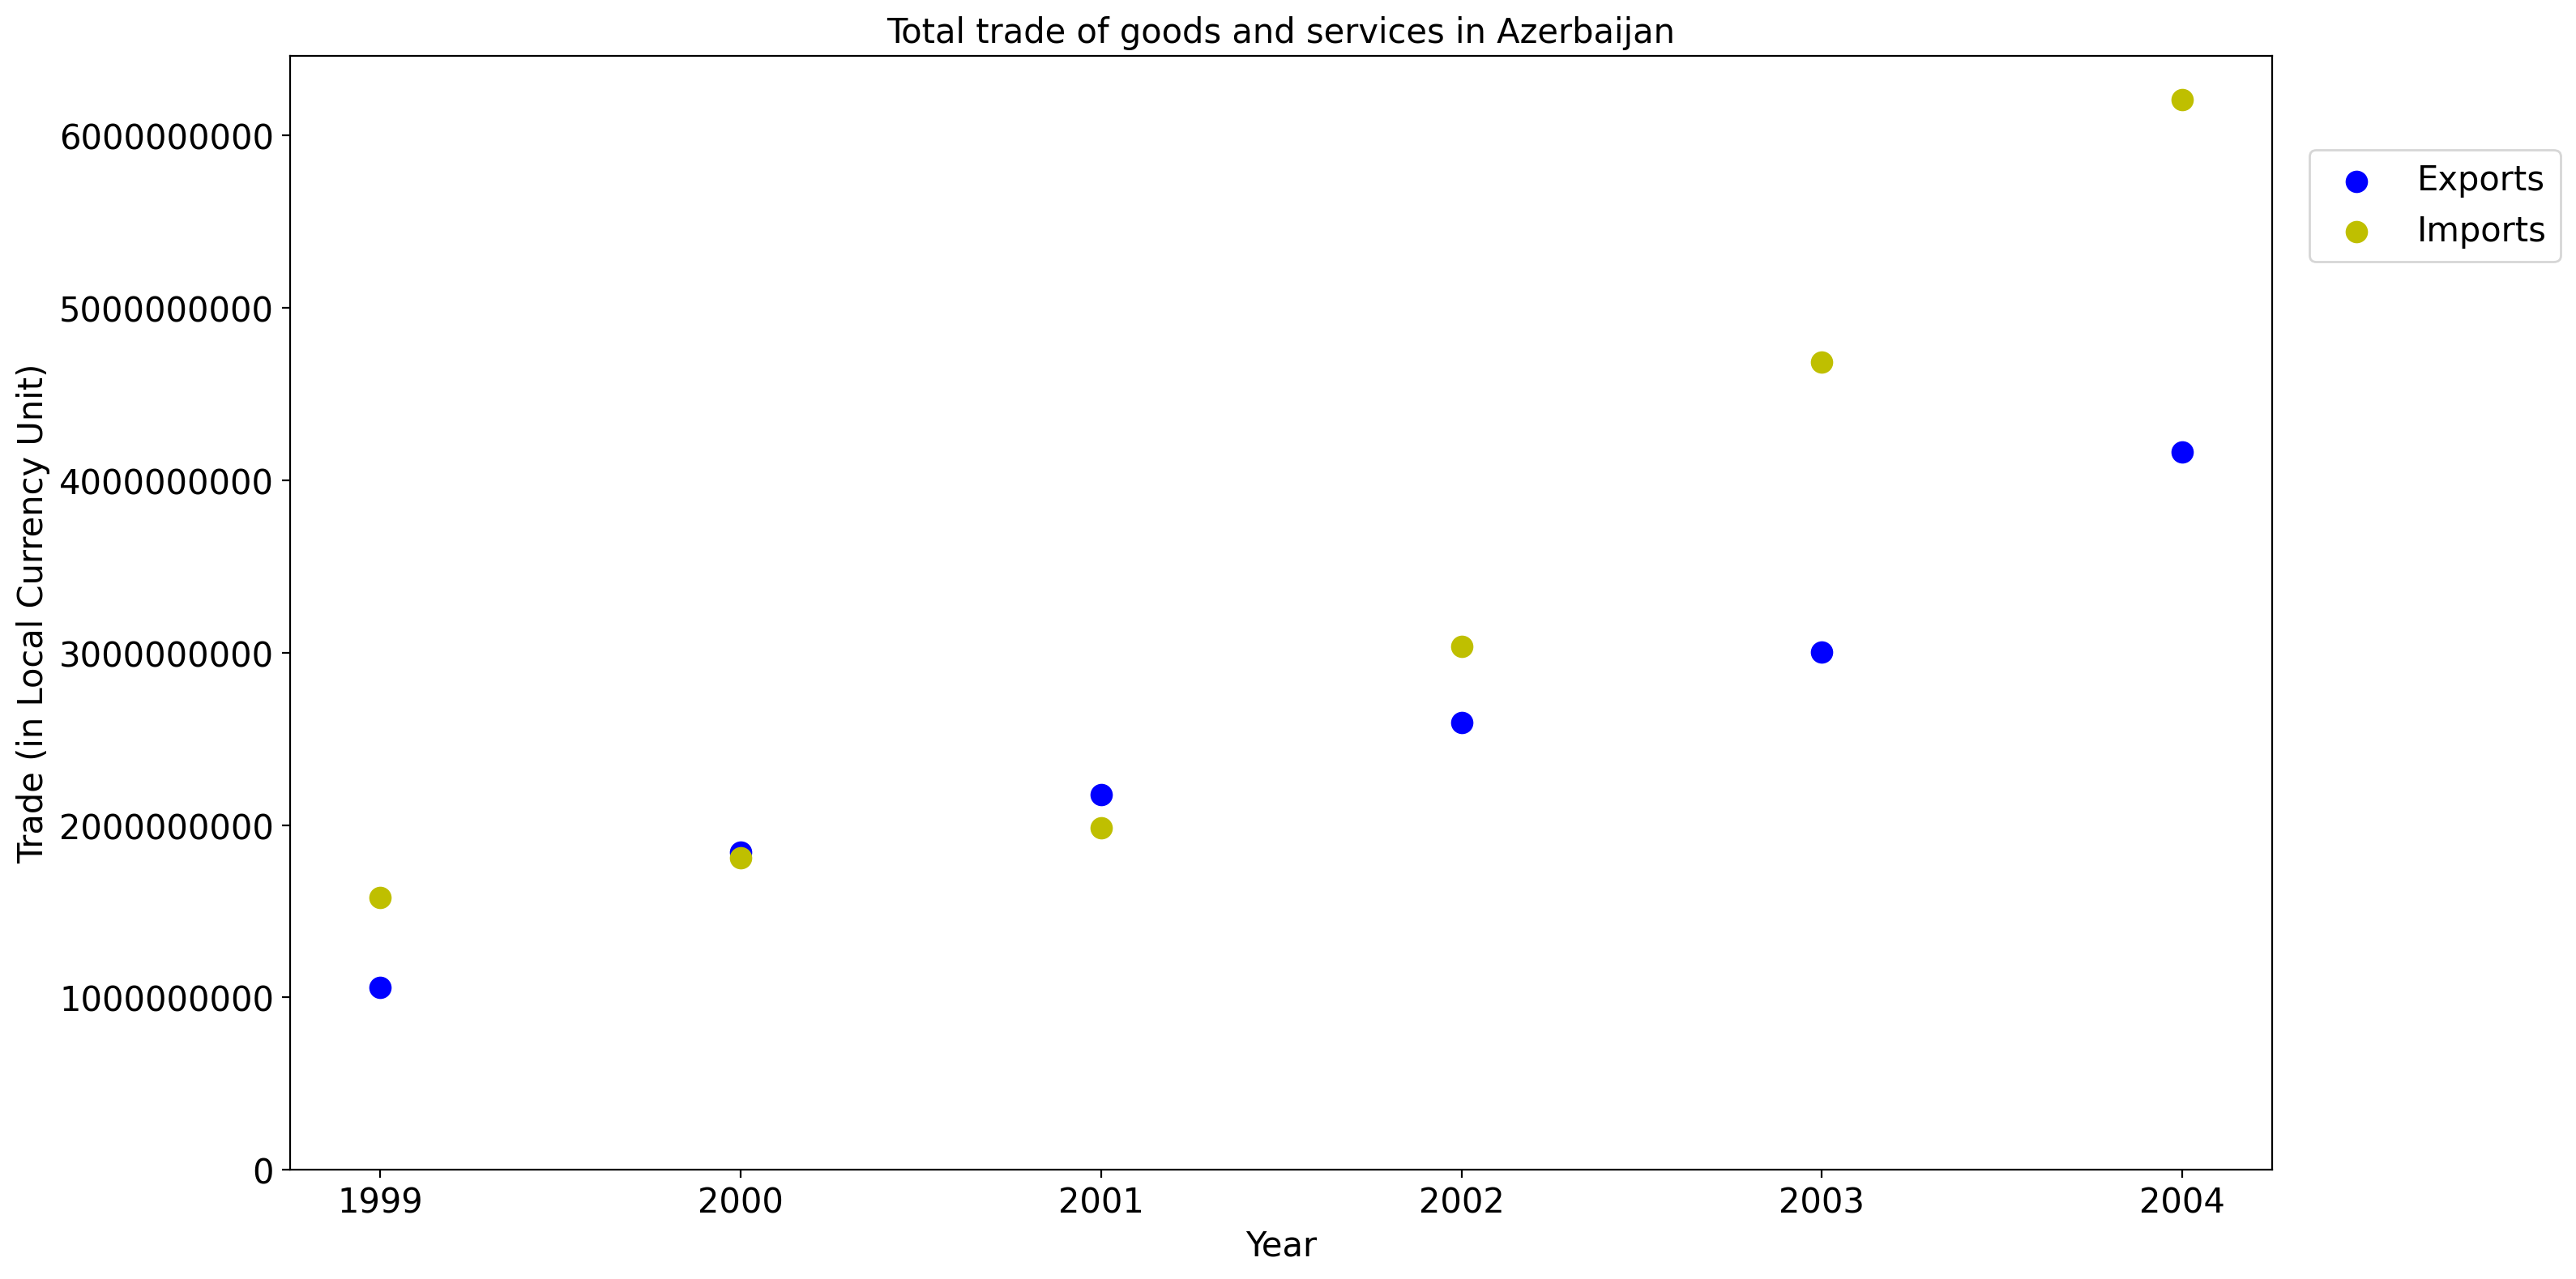 Total trade of goods and services in Azerbaijan
Trade (in Local Currency Unit)
6000000000
5000000000
4000000000
3000000000
2000000000
1000000000
0
1999 2000 2001 2002 2003 2004
Year
Exports
Imports